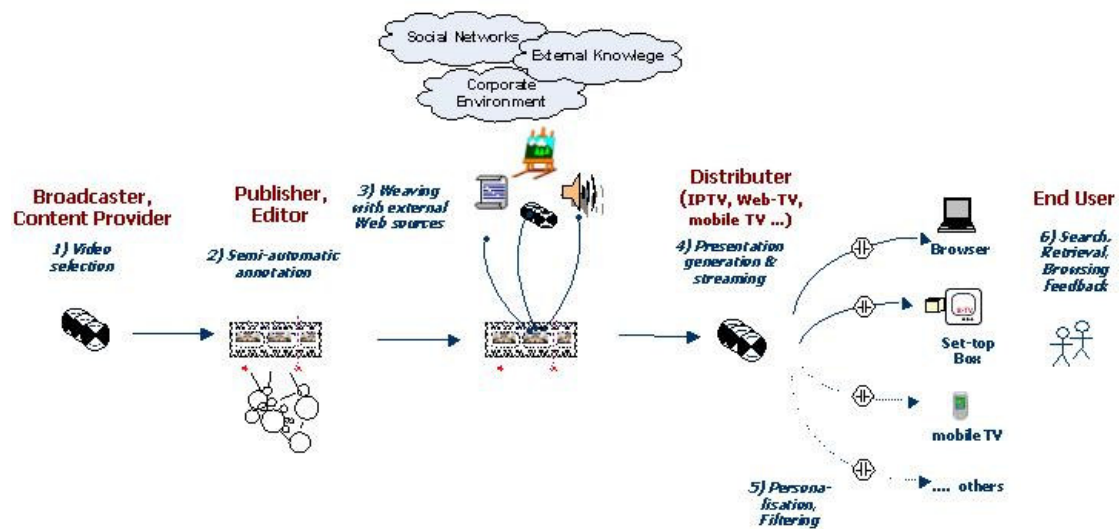 Social Networks
External Knowlege
Corporate
Environment
Broadcaster,
Content Provider
1) Video
selection
Publisher,
Editor
2) Semi-automatic
annotation
3) Weaving
with external
Web sources
Distributer
(IPTV, Web-TV,
mobile TV ...)
4) Presentation
generation &
streaming
Browser
Set-top
Box
mobile TV
.... others
5) Persona-
lisation,
Filtering
End User
6) Search,
Retrieval,
Browsing
feedback